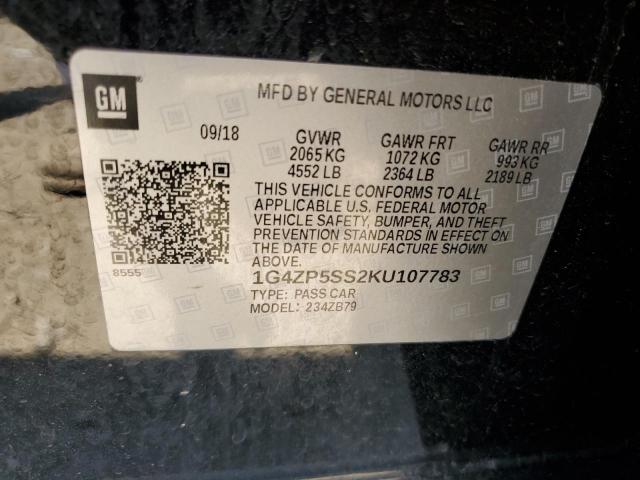 GM
MFD BY GENERAL MOTORS LLC
09/18 GVWR GAWR FRT GAWR RR
2065 KG 1072 KG 993 KG
4552 LB 2364 LB 2189 LB
THIS VEHICLE CONFORMS TO ALL
APPLICABLE U.S. FEDERAL MOTOR
VEHICLE SAFETY, BUMPER, AND THEFT
PREVENTION STANDARDS IN EFFECT ON
THE DATE OF MANUFACTURE SHOWN
ABOVE.
8555
1G4ZP5SS2KU107783
TYPE: PASS CAR
MODEL: 234ZB79